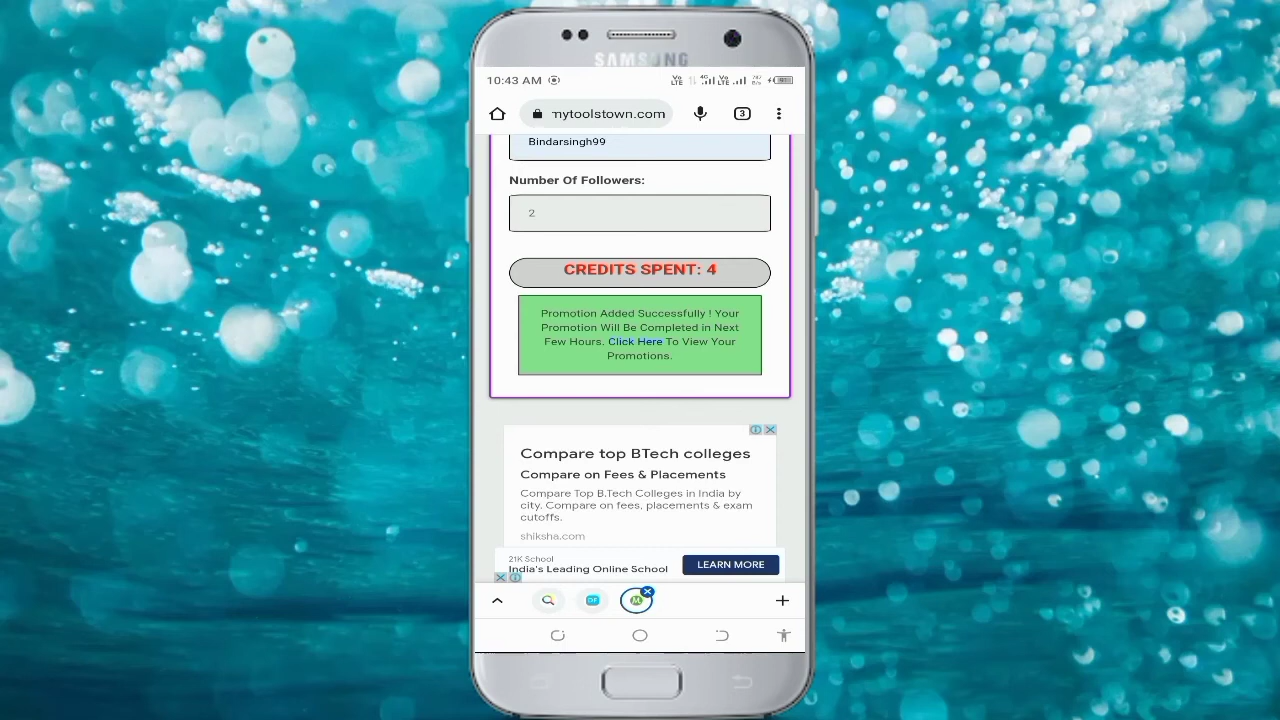 SAMSUNG
10:43 AM
mytoolstown.com
3
Bindarsingh99
Number Of Followers:
2
CREDITS SPENT: 4
Promotion Added Successfully ! Your
Promotion Will Be Completed in Next
Few Hours. Click Here To View Your
Promotions.
Compare top BTech colleges
Compare on Fees & Placements
Compare Top B.Tech Colleges in India by
city. Compare on fees, placements & exam
cutoffs.
shiksha.com
21K School
India's Leading Online School
LEARN MORE